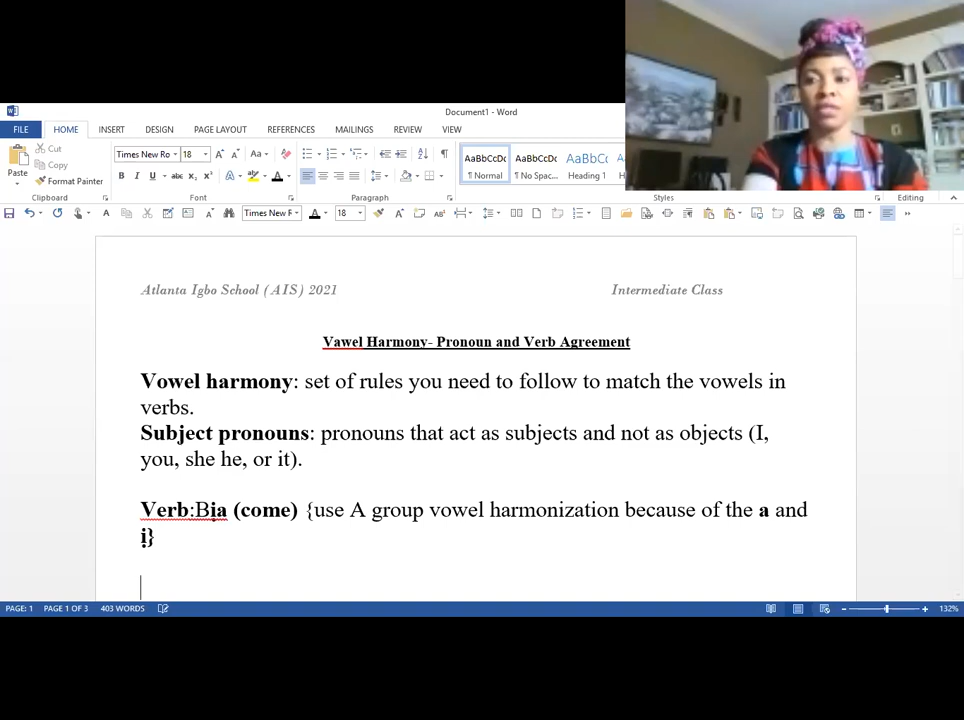 Document1 - Word
FILE HOME INSERT DESIGN PAGE LAYOUT REFERENCES MAILINGS REVIEW VIEW
Cut
Copy
Paste
Format Painter
Times New Ro 18
AaBbCcDc AaBbCcDc AaBbCc
¶ Normal ¶ No Spac... Heading 1
Clipboard Font Paragraph Styles Editing
Times New F 18
Atlanta Igbo School (AIS) 2021 Intermediate Class
Vawel Harmony- Pronoun and Verb Agreement
Vowel harmony: set of rules you need to follow to match the vowels in
verbs.
Subject pronouns: pronouns that act as subjects and not as objects (I,
you, she he, or it).
Verb:Bịa (come) {use A group vowel harmonization because of the a and
ị}
PAGE: 1 PAGE 1 OF 3 403 WORDS 132%